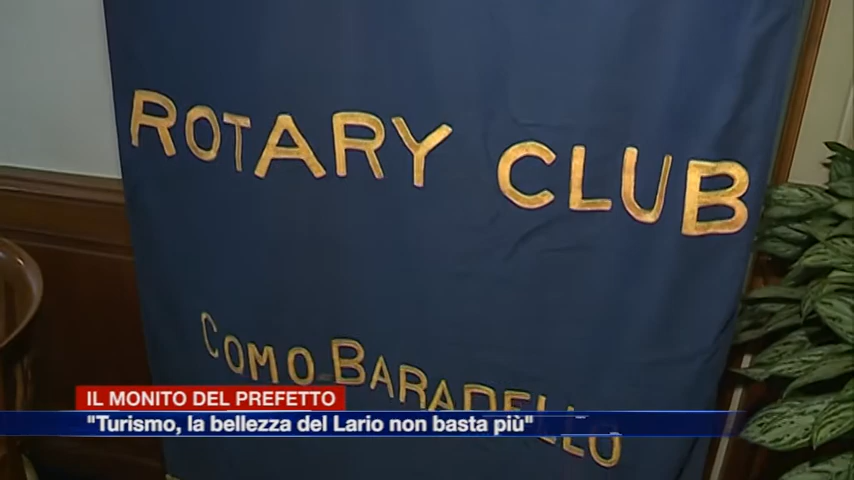 ROTARY CLUB
COMO-BARADELLO
IL MONITO DEL PREFETTO
"Turismo, la bellezza del Lario non basta più"